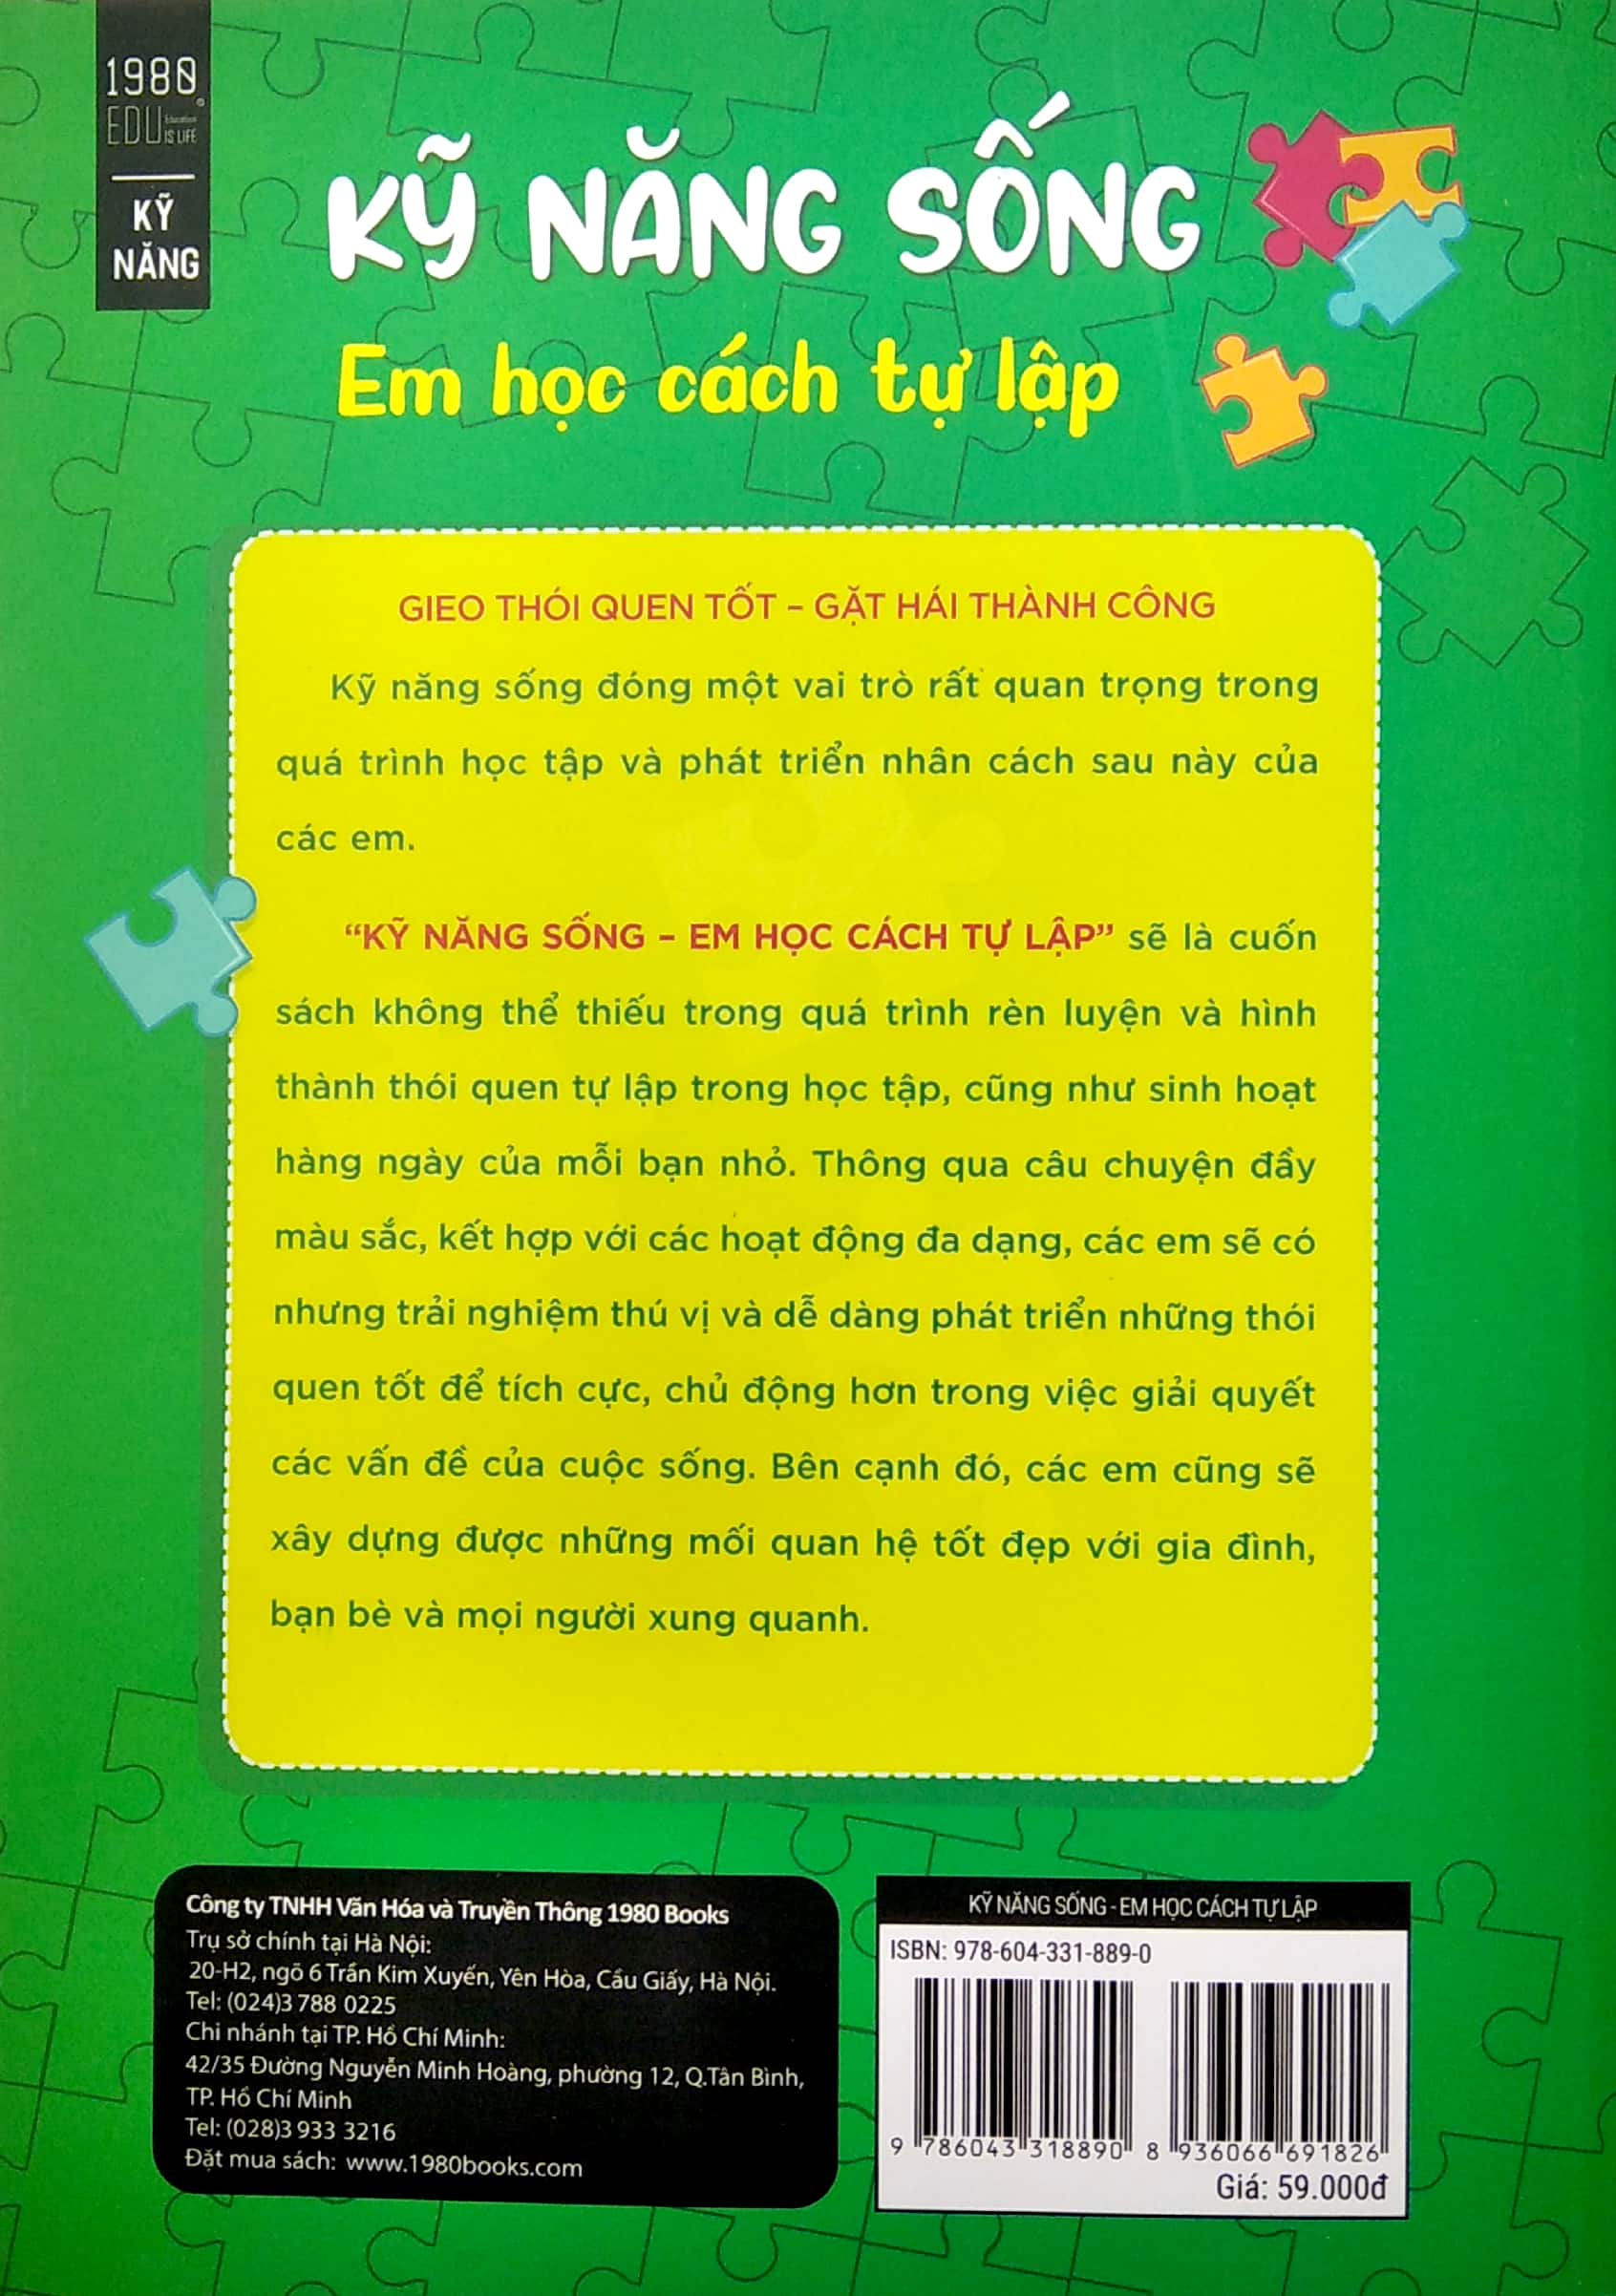 1980
EDU Education IS LIFE
KỸ
NĂNG
KỸ NĂNG SỐNG
Em học cách tự lập
GIEO THÓI QUEN TỐT – GẶT HÁI THÀNH CÔNG
Kỹ năng sống đóng một vai trò rất quan trọng trong
quá trình học tập và phát triển nhân cách sau này của
các em.
“KỸ NĂNG SỐNG – EM HỌC CÁCH TỰ LẬP” sẽ là cuốn
sách không thể thiếu trong quá trình rèn luyện và hình
thành thói quen tự lập trong học tập, cũng như sinh hoạt
hàng ngày của mỗi bạn nhỏ. Thông qua câu chuyện đầy
màu sắc, kết hợp với các hoạt động đa dạng, các em sẽ có
nhưng trải nghiệm thú vị và dễ dàng phát triển những thói
quen tốt để tích cực, chủ động hơn trong việc giải quyết
các vấn đề của cuộc sống. Bên cạnh đó, các em cũng sẽ
xây dựng được những mối quan hệ tốt đẹp với gia đình,
bạn bè và mọi người xung quanh.
Công ty TNHH Văn Hóa và Truyền Thông 1980 Books
Trụ sở chính tại Hà Nội:
20-H2, ngõ 6 Trần Kim Xuyến, Yên Hòa, Cầu Giấy, Hà Nội.
Tel: (024)3 788 0225
Chi nhánh tại TP. Hồ Chí Minh:
42/35 Đường Nguyễn Minh Hoàng, phường 12, Q.Tân Bình,
TP. Hồ Chí Minh
Tel: (028)3 933 3216
Đặt mua sách: www.1980books.com
KỸ NĂNG SỐNG - EM HỌC CÁCH TỰ LẬP
ISBN: 978-604-331-889-0
9 786043 318890 8 936066 691826
Giá: 59.000đ